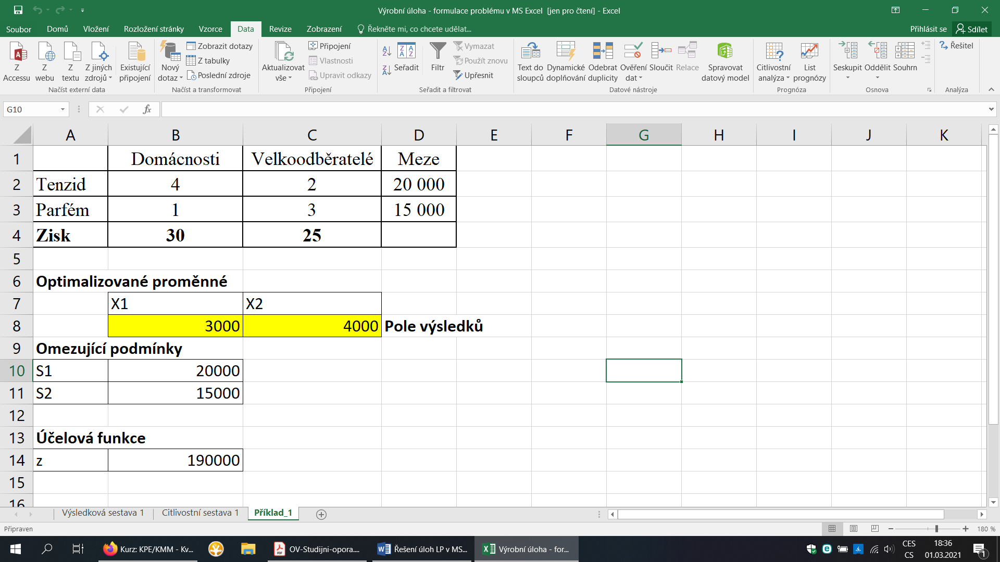 Výrobní úloha - formulace problému v MS Excel  [jen pro čtení] - Excel
Soubor Domů Vložení Rozložení stránky Vzorce Data Revize Zobrazení Řekněte mi, co chcete udělat... Přihlásit se Sdílet
Z Accessu
Z webu
Z textu
Z jiných zdrojů
Existující připojení
Načíst externí data
Nový dotaz
Zobrazit dotazy
Z tabulky
Poslední zdroje
Načíst a transformovat
Aktualizovat vše
Připojení
Vlastnosti
Upravit odkazy
Připojení
Seřadit
Filtr
Vymazat
Použít znovu
Upřesnit
Seřadit a filtrovat
Text do sloupců
Dynamické doplňování
Odebrat duplicity
Ověření dat
Sloučit
Relace
Spravovat datový model
Datové nástroje
Citlivostní analýza
List prognózy
Prognóza
Seskupit
Oddělit
Souhrn
Osnova
Řešitel
Analýza
G10 fx
A B C D E F G H I J K
1 Domácnosti Velkoodběratelé Meze
2 Tenzid 4 2 20 000
3 Parfém 1 3 15 000
4 Zisk 30 25
5
6 Optimalizované proměnné
7 X1 X2
8 3000 4000 Pole výsledků
9 Omezující podmínky
10 S1 20000
11 S2 15000
12
13 Účelová funkce
14 z 190000
15
16
Výsledková sestava 1 Citlivostní sestava 1 Příklad_1
Připraven 180 %
Kurz: KPE/KMM - Kv... OV-Studijni-opora.... Řešení úloh LP v MS... Výrobní úloha - for... CES 18:36
CS 01.03.2021 1